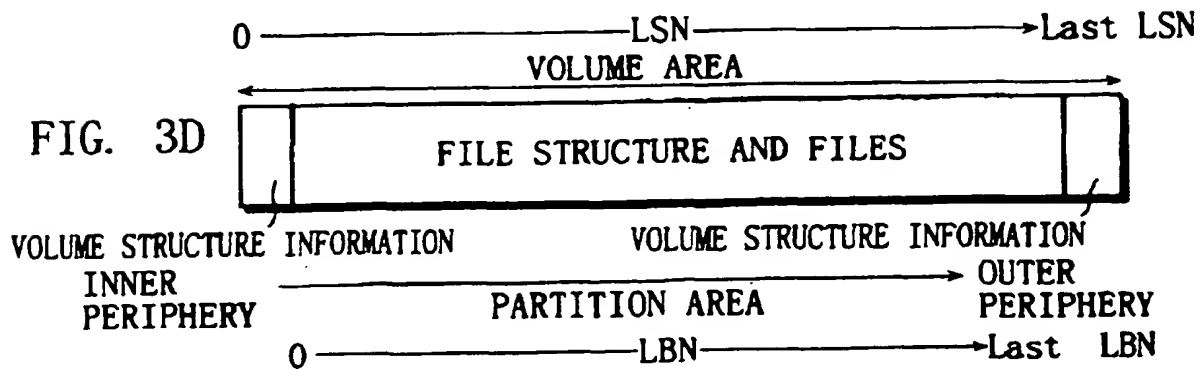 0 LSN Last LSN
VOLUME AREA
FIG. 3D
FILE STRUCTURE AND FILES
VOLUME STRUCTURE INFORMATION VOLUME STRUCTURE INFORMATION
INNER PERIPHERY
PARTITION AREA
OUTER PERIPHERY
0 LBN Last LBN